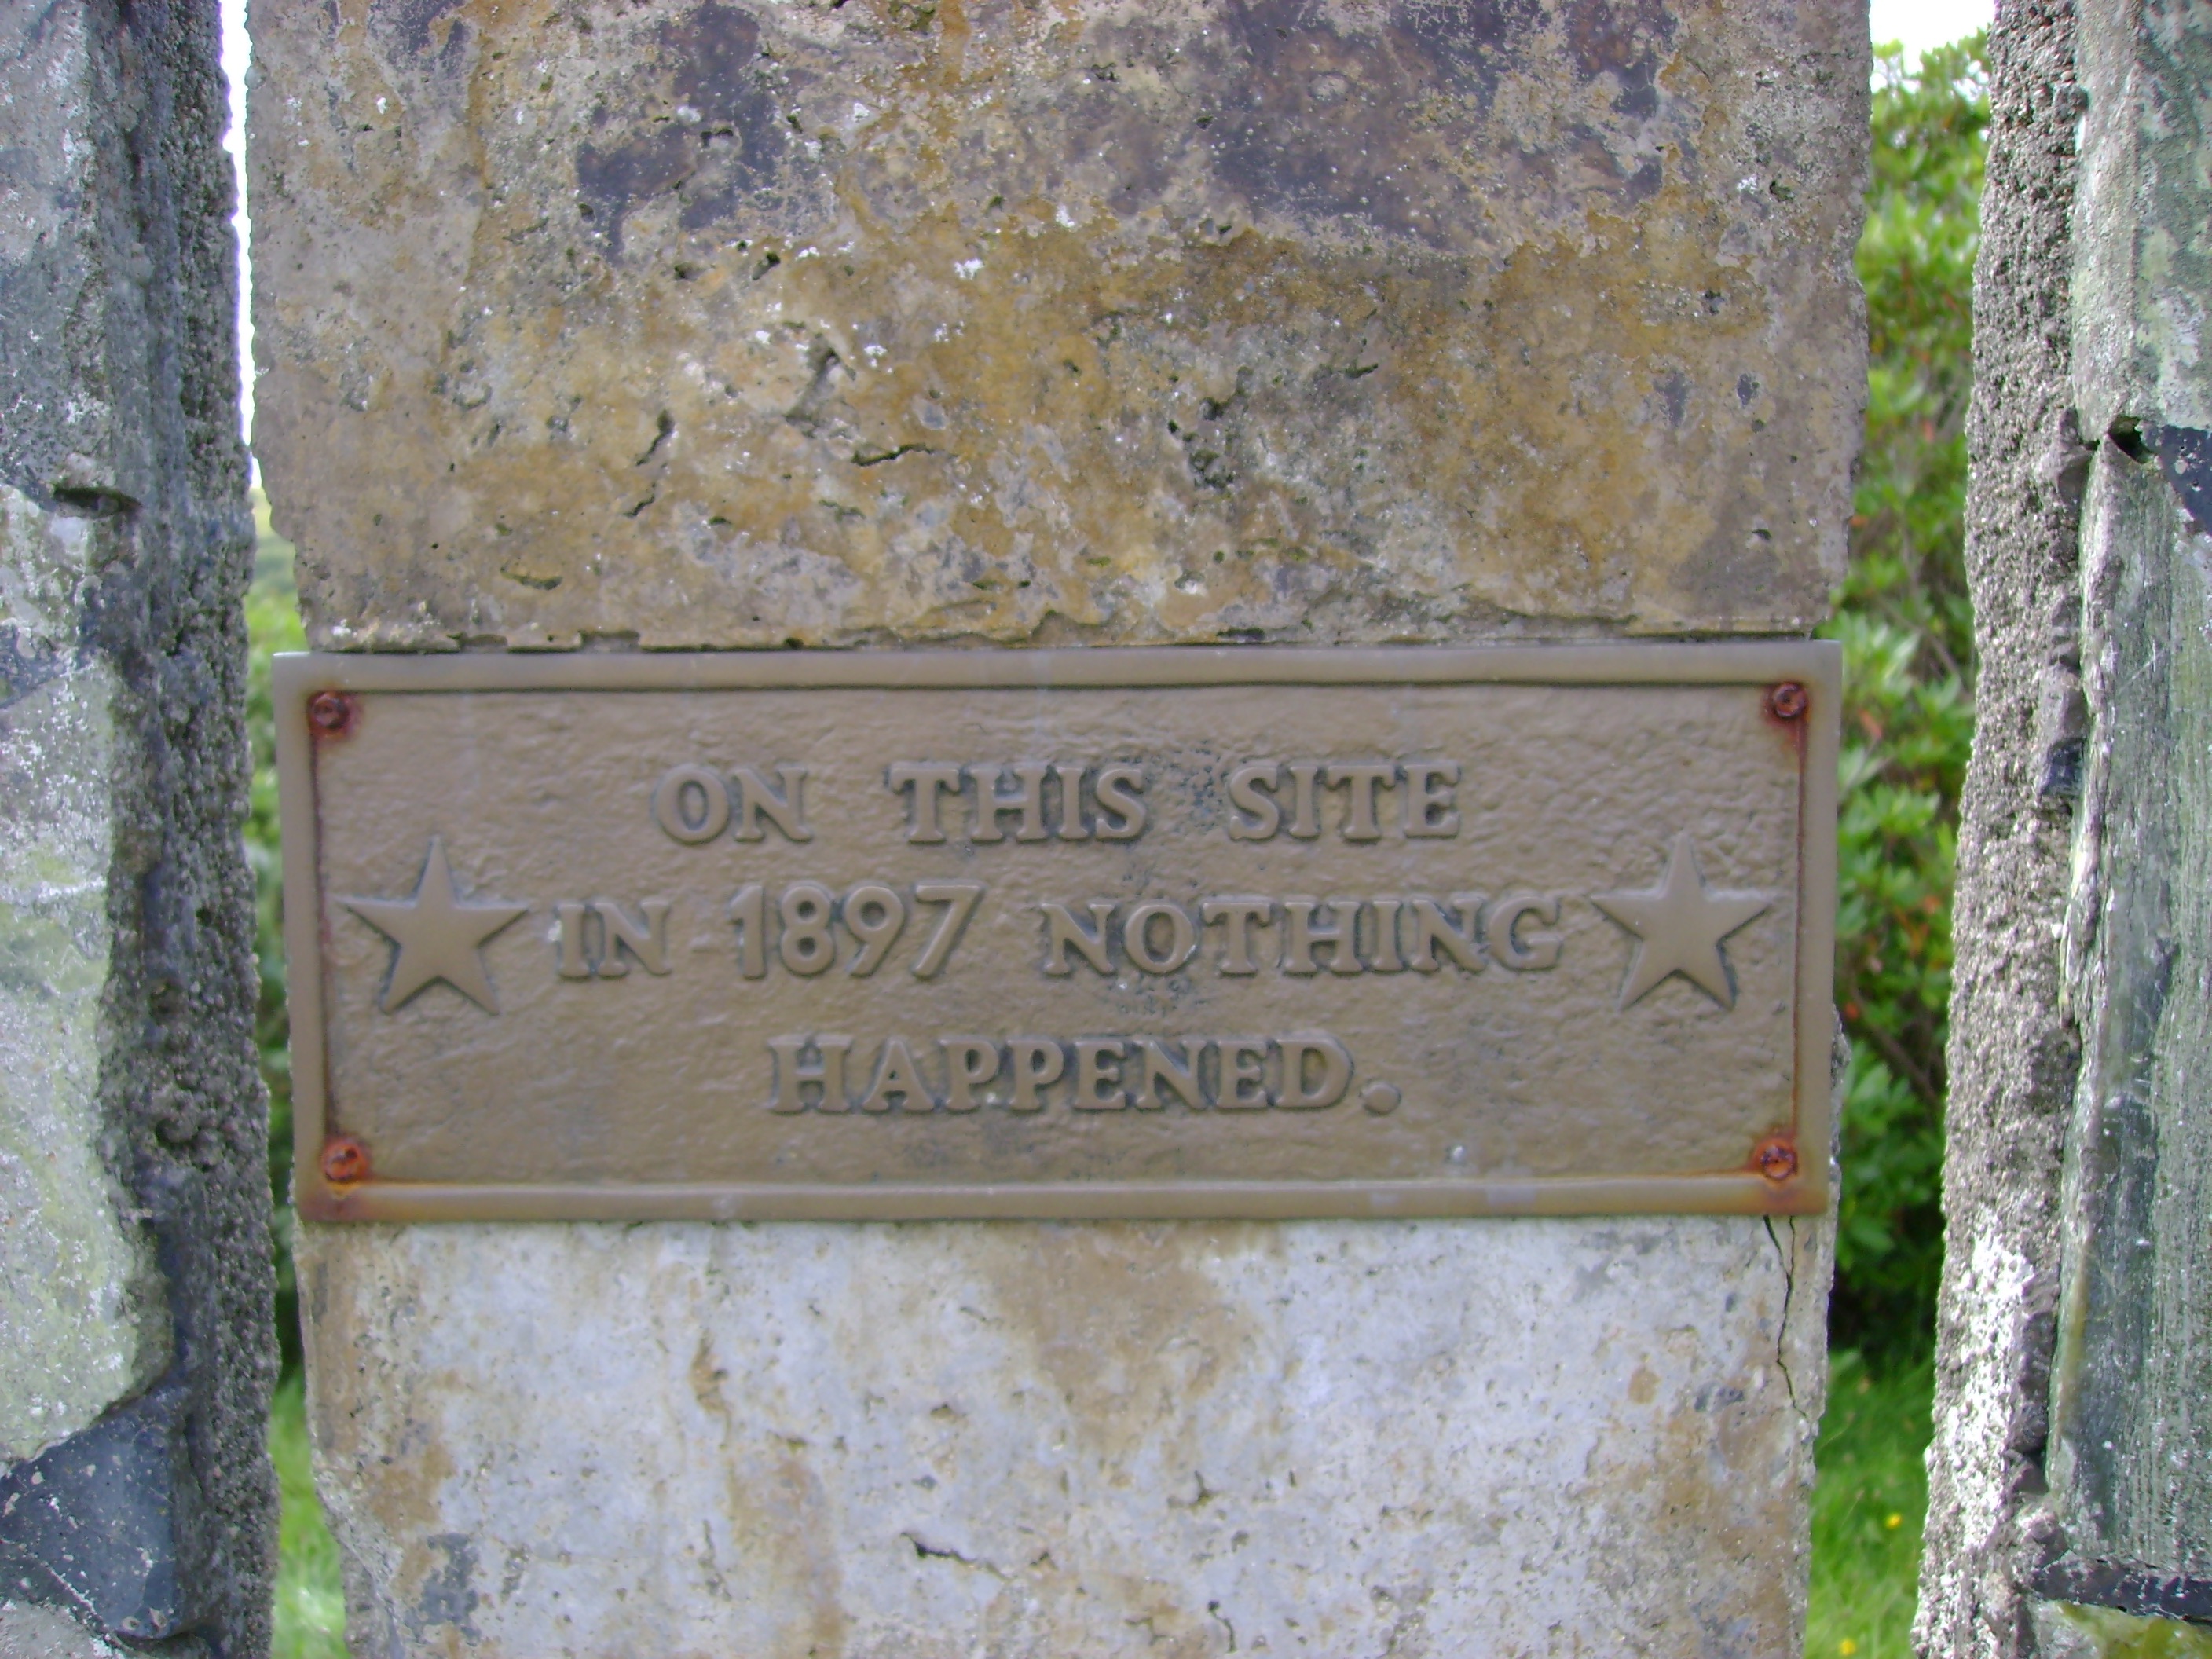 ON THIS SITE
IN 1897 NOTHING
HAPPENED.